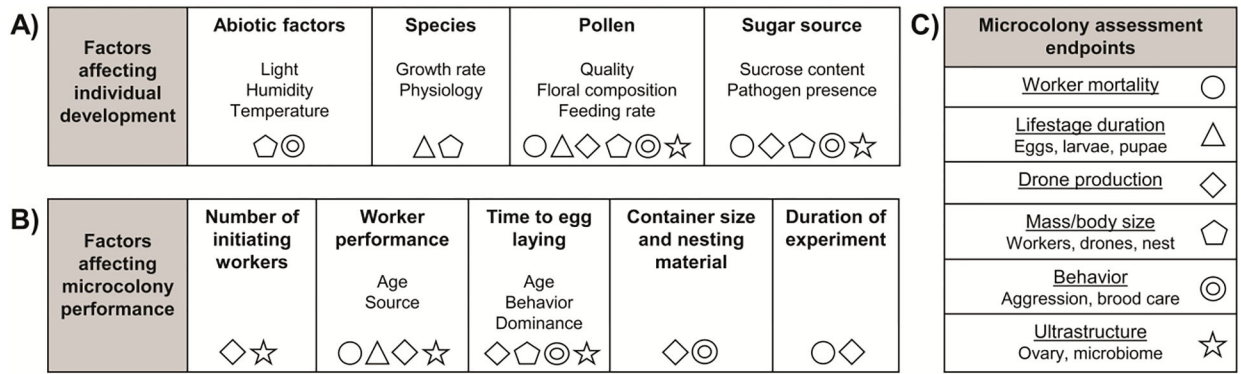 A)
Factors
affecting
individual
development
Abiotic factors
Light
Humidity
Temperature
Species
Growth rate
Physiology
Pollen
Quality
Floral composition
Feeding rate
Sugar source
Sucrose content
Pathogen presence
B)
Factors
affecting
microcolony
performance
Number of
initiating
workers
Worker
performance
Age
Source
Time to egg
laying
Age
Behavior
Dominance
Container size
and nesting
material
Duration of
experiment
C)
Microcolony assessment
endpoints
Worker mortality
Lifestage duration
Eggs, larvae, pupae
Drone production
Mass/body size
Workers, drones, nest
Behavior
Aggression, brood care
Ultrastructure
Ovary, microbiome